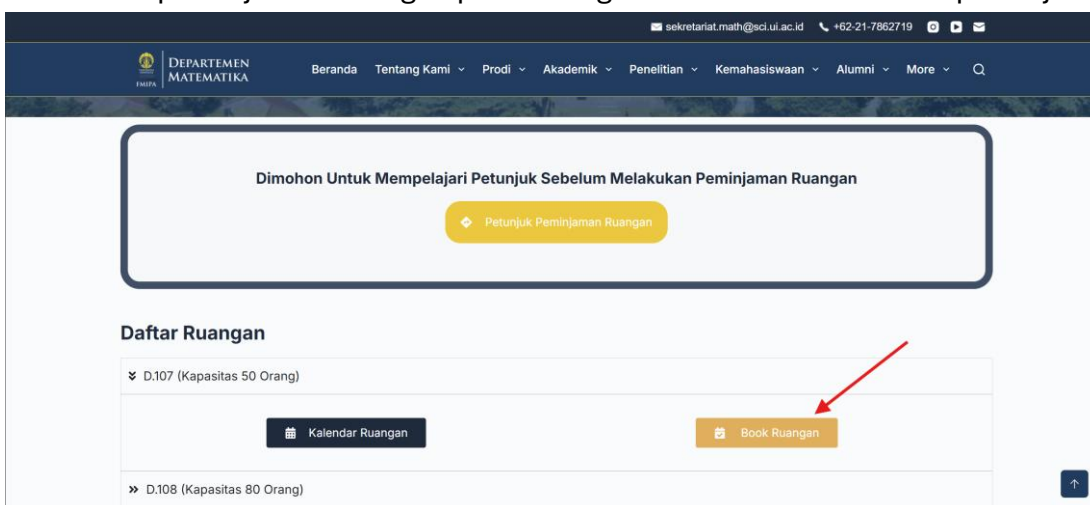 sekretariat.math@sci.ui.ac.id +62-21-7862719
DEPARTEMEN
MATEMATIKA
FMIPA
Beranda Tentang Kami Prodi Akademik Penelitian Kemahasiswaan Alumni More
Dimohon Untuk Mempelajari Petunjuk Sebelum Melakukan Peminjaman Ruangan
Petunjuk Peminjaman Ruangan
Daftar Ruangan
D.107 (Kapasitas 50 Orang)
Kalendar Ruangan Book Ruangan
D.108 (Kapasitas 80 Orang)